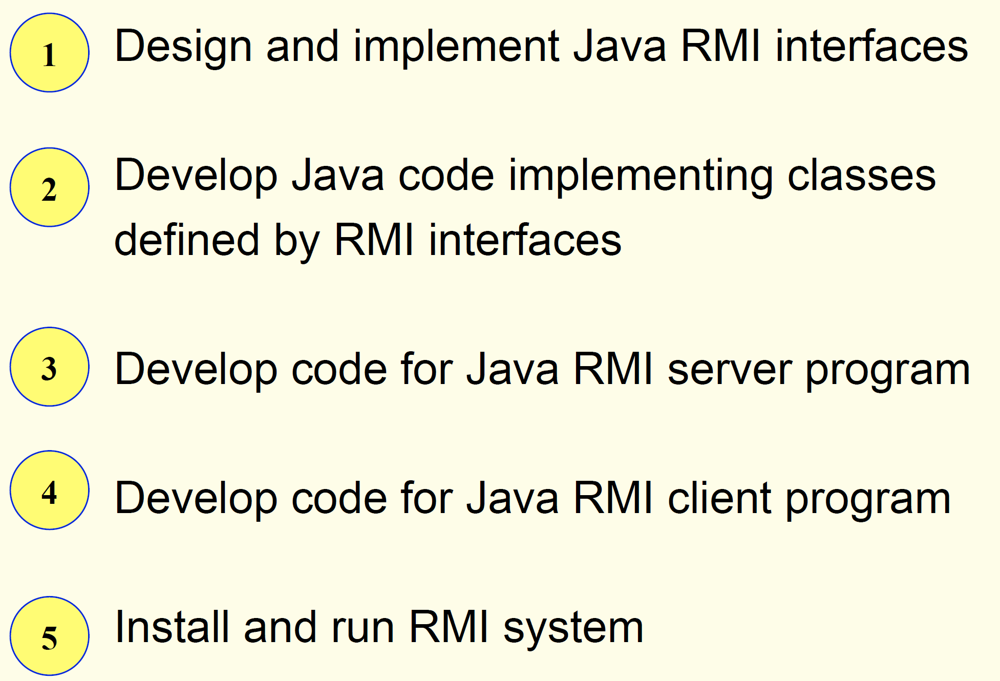 1 Design and implement Java RMI interfaces
2 Develop Java code implementing classes
defined by RMI interfaces
3 Develop code for Java RMI server program
4 Develop code for Java RMI client program
5 Install and run RMI system